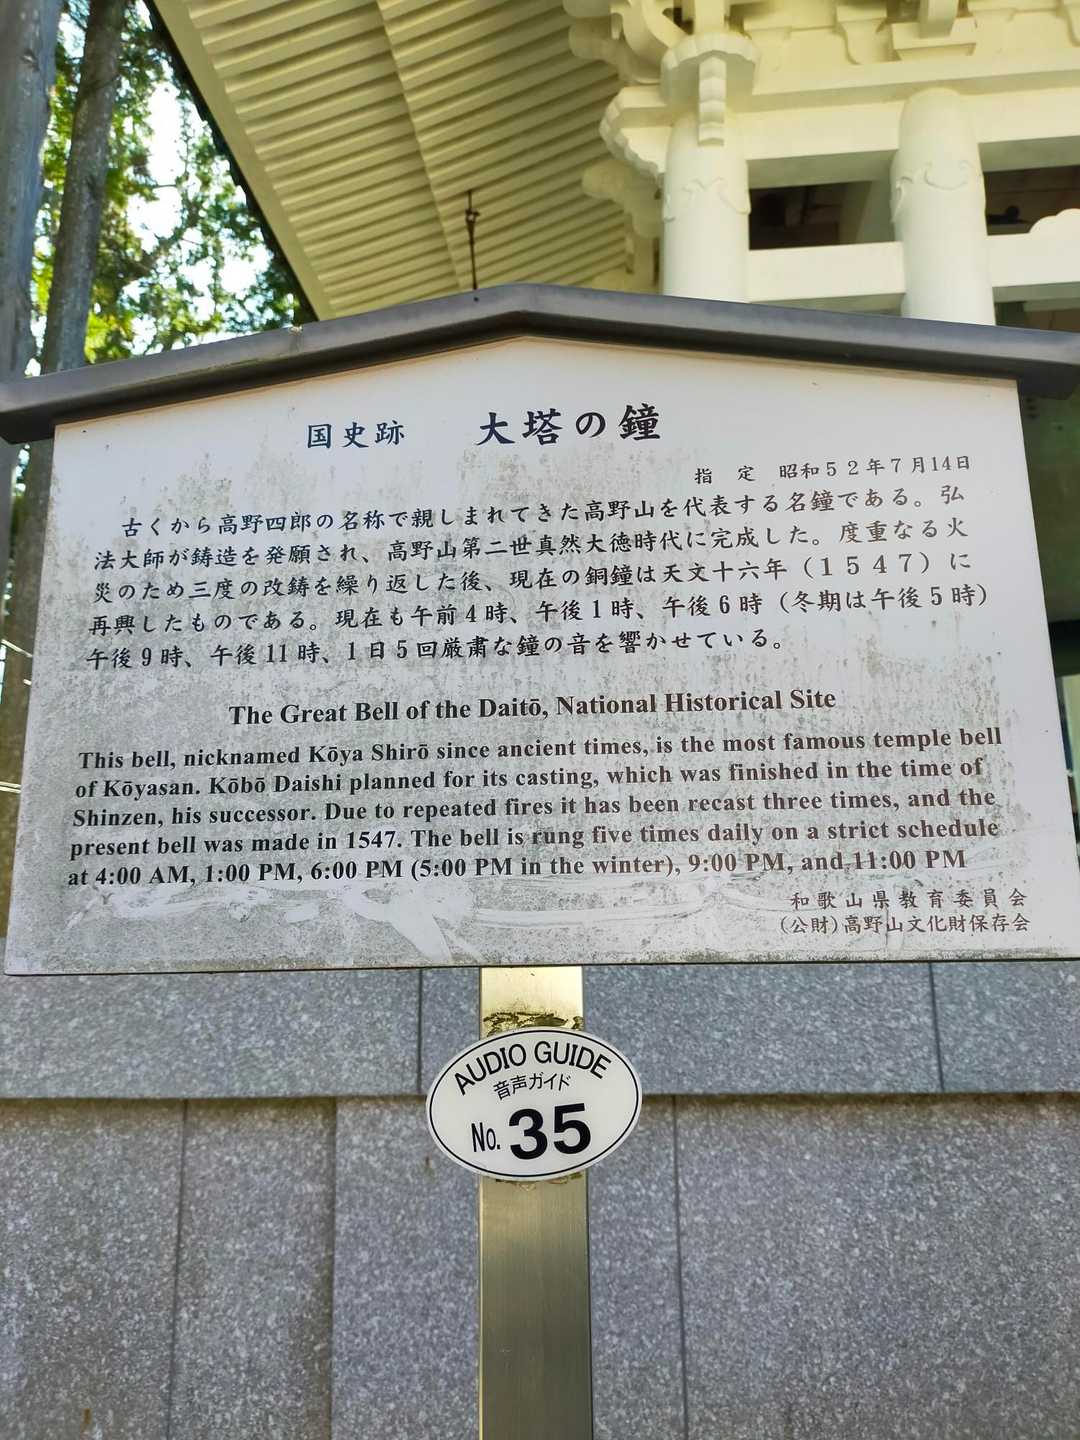 国史跡 大塔の鐘
指 定 昭和52年7月14日
古くから高野四郎の名称で親しまれてきた高野山を代表する名鐘である。弘
法大師が鋳造を発願され、高野山第二世真然大徳時代に完成した。度重なる火
災のため三度の改鋳を繰り返した後、現在の銅鐘は天文十六年（1547）に
再興したものである。現在も午前4時、午後1時、午後6時（冬期は午後5時）
午後9時、午後11時、1日5回厳粛な鐘の音を響かせている。
The Great Bell of the Daitō, National Historical Site
This bell, nicknamed Kōya Shirō since ancient times, is the most famous temple bell
of Kōyasan. Kōbō Daishi planned for its casting, which was finished in the time of
Shinzen, his successor. Due to repeated fires it has been recast three times, and the
present bell was made in 1547. The bell is rung five times daily on a strict schedule
at 4:00 AM, 1:00 PM, 6:00 PM (5:00 PM in the winter), 9:00 PM, and 11:00 PM
和歌山県教育委員会
(公財)高野山文化財保存会
AUDIO GUIDE
音声ガイド
No. 35